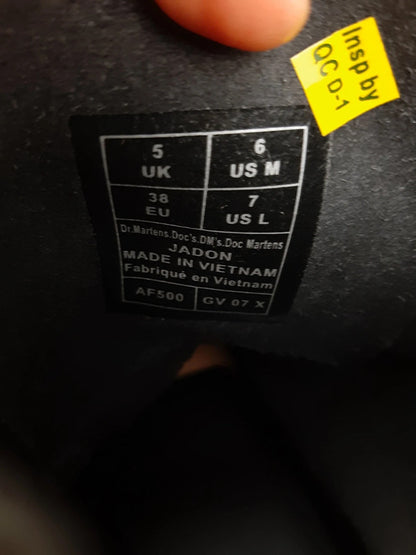 Insp by
QC D-1
5
UK
6
US M
38
EU
7
US L
Dr.Martens.Doc's.DM's.Doc Martens
JADON
MADE IN VIETNAM
Fabriqué en Vietnam
AF500
GV 07 X